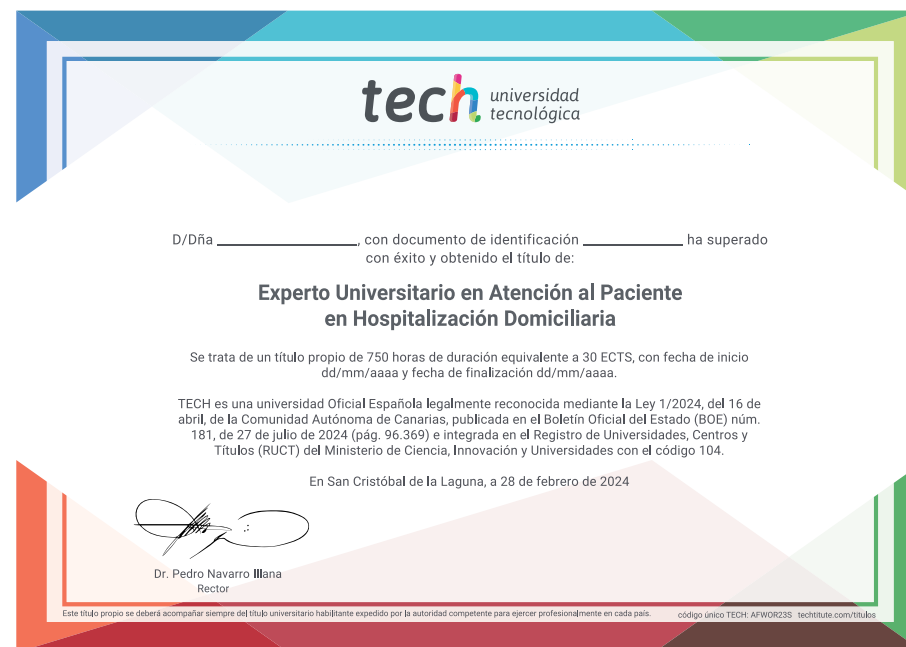 tech universidad
tecnológica
D/Dña ____________, con documento de identificación ____________ ha superado
con éxito y obtenido el título de:
Experto Universitario en Atención al Paciente
en Hospitalización Domiciliaria
Se trata de un título propio de 750 horas de duración equivalente a 30 ECTS, con fecha de inicio
dd/mm/aaaa y fecha de finalización dd/mm/aaaa.
TECH es una universidad Oficial Española legalmente reconocida mediante la Ley 1/2024, del 16 de
abril, de la Comunidad Autónoma de Canarias, publicada en el Boletín Oficial del Estado (BOE) núm.
181, de 27 de julio de 2024 (pág. 96.369) e integrada en el Registro de Universidades, Centros y
Títulos (RUCT) del Ministerio de Ciencia, Innovación y Universidades con el código 104.
En San Cristóbal de la Laguna, a 28 de febrero de 2024
Dr. Pedro Navarro Illana
Rector
Este título propio se deberá acompañar siempre del título universitario habilitante expedido por la autoridad competente para ejercer profesionalmente en cada país.
código único TECH: AFWOR23S techtitute.com/titulos